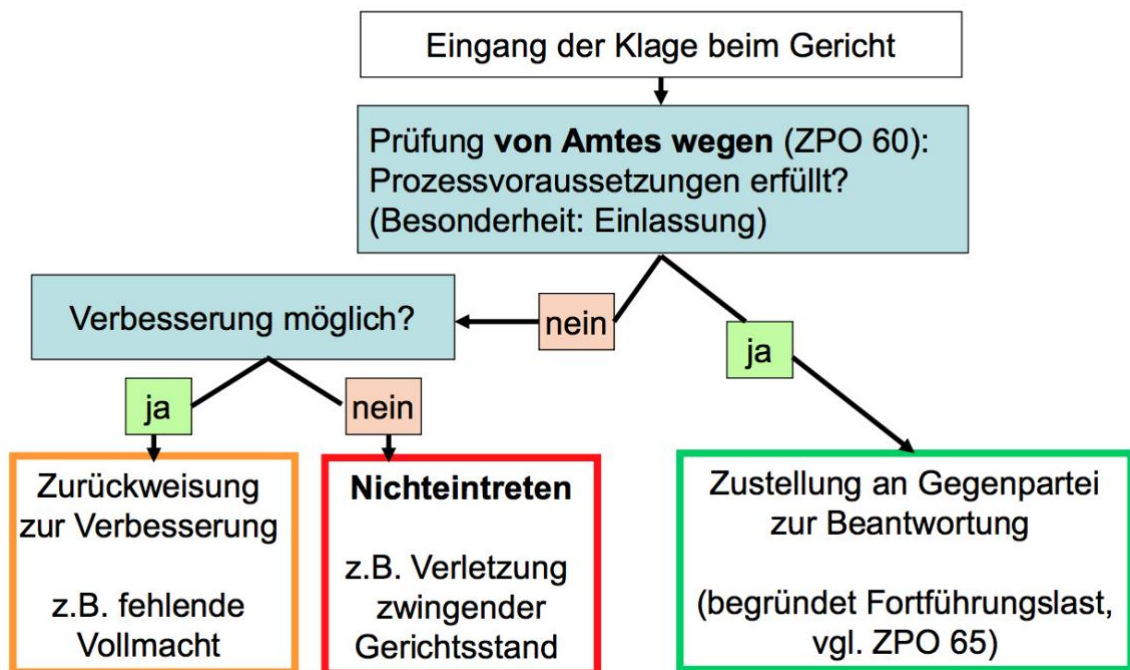 Eingang der Klage beim Gericht
Prüfung von Amtes wegen (ZPO 60):
Prozessvoraussetzungen erfüllt?
(Besonderheit: Einlassung)
Verbesserung möglich?
nein
ja
ja
nein
Zurückweisung
zur Verbesserung
z.B. fehlende
Vollmacht
Nichteintreten
z.B. Verletzung
zwingender
Gerichtsstand
Zustellung an Gegenpartei
zur Beantwortung
(begründet Fortführungslast,
vgl. ZPO 65)